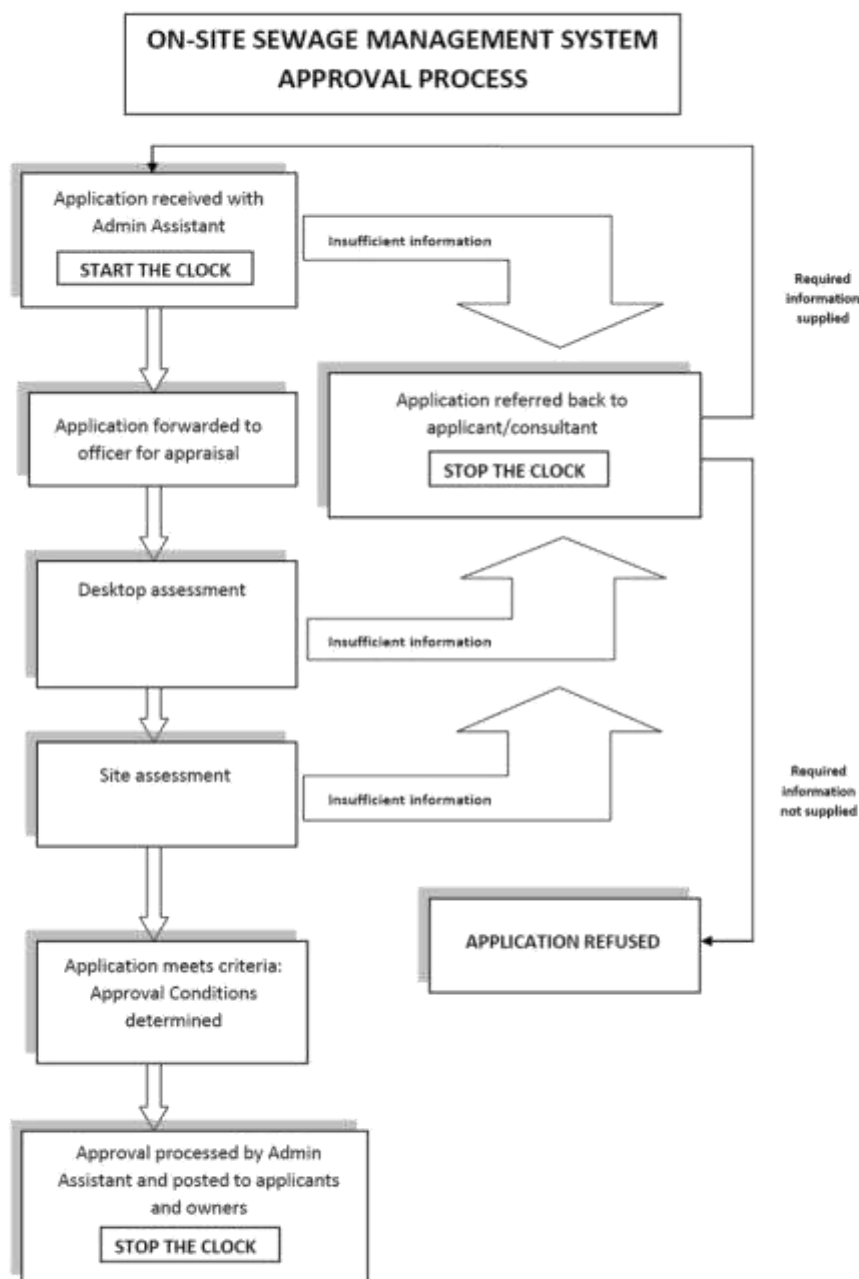 ON-SITE SEWAGE MANAGEMENT SYSTEM
APPROVAL PROCESS
Application received with
Admin Assistant
START THE CLOCK
Insufficient information
Required
information
supplied
Application referred back to
applicant/consultant
STOP THE CLOCK
Application forwarded to
officer for appraisal
Desktop assessment
Insufficient information
Site assessment
Insufficient information
Required
information
not supplied
APPLICATION REFUSED
Application meets criteria:
Approval Conditions
determined
Approval processed by Admin
Assistant and posted to applicants
and owners
STOP THE CLOCK